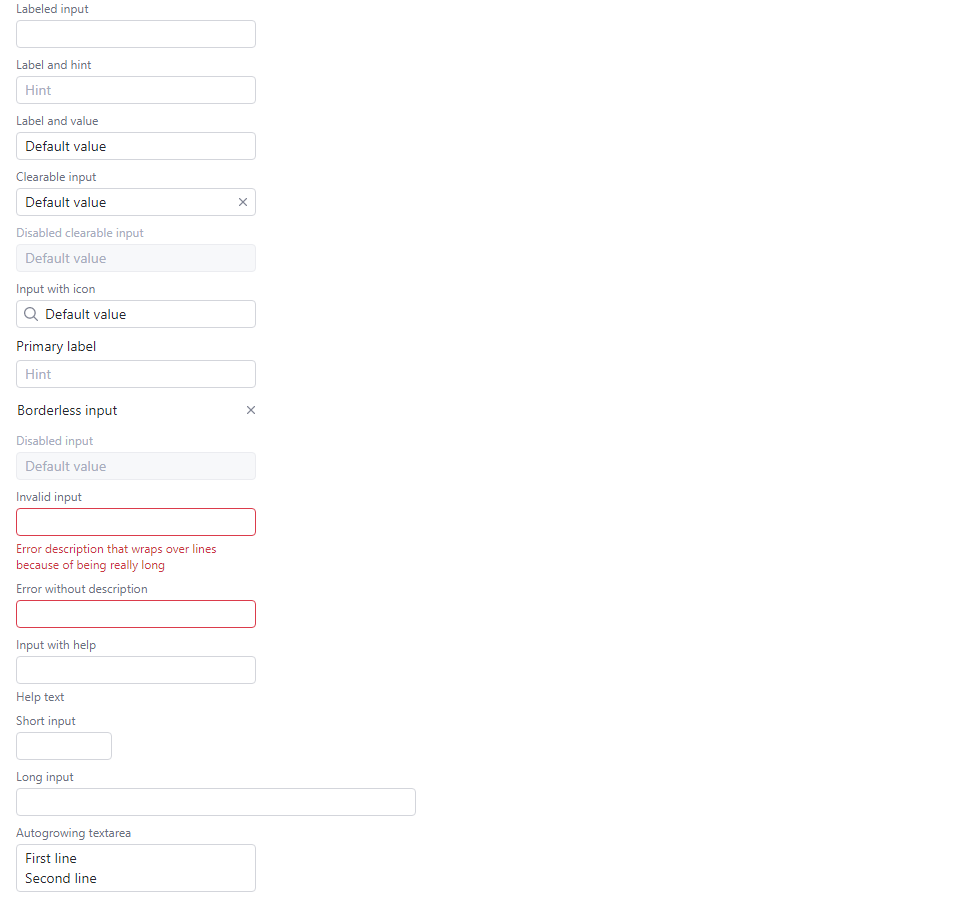 Labeled input
Label and hint
Hint
Label and value
Default value
Clearable input
Default value
Disabled clearable input
Default value
Input with icon
Default value
Primary label
Hint
Borderless input
Disabled input
Default value
Invalid input
Error description that wraps over lines
because of being really long
Error without description
Input with help
Help text
Short input
Long input
Autogrowing textarea
First line
Second line